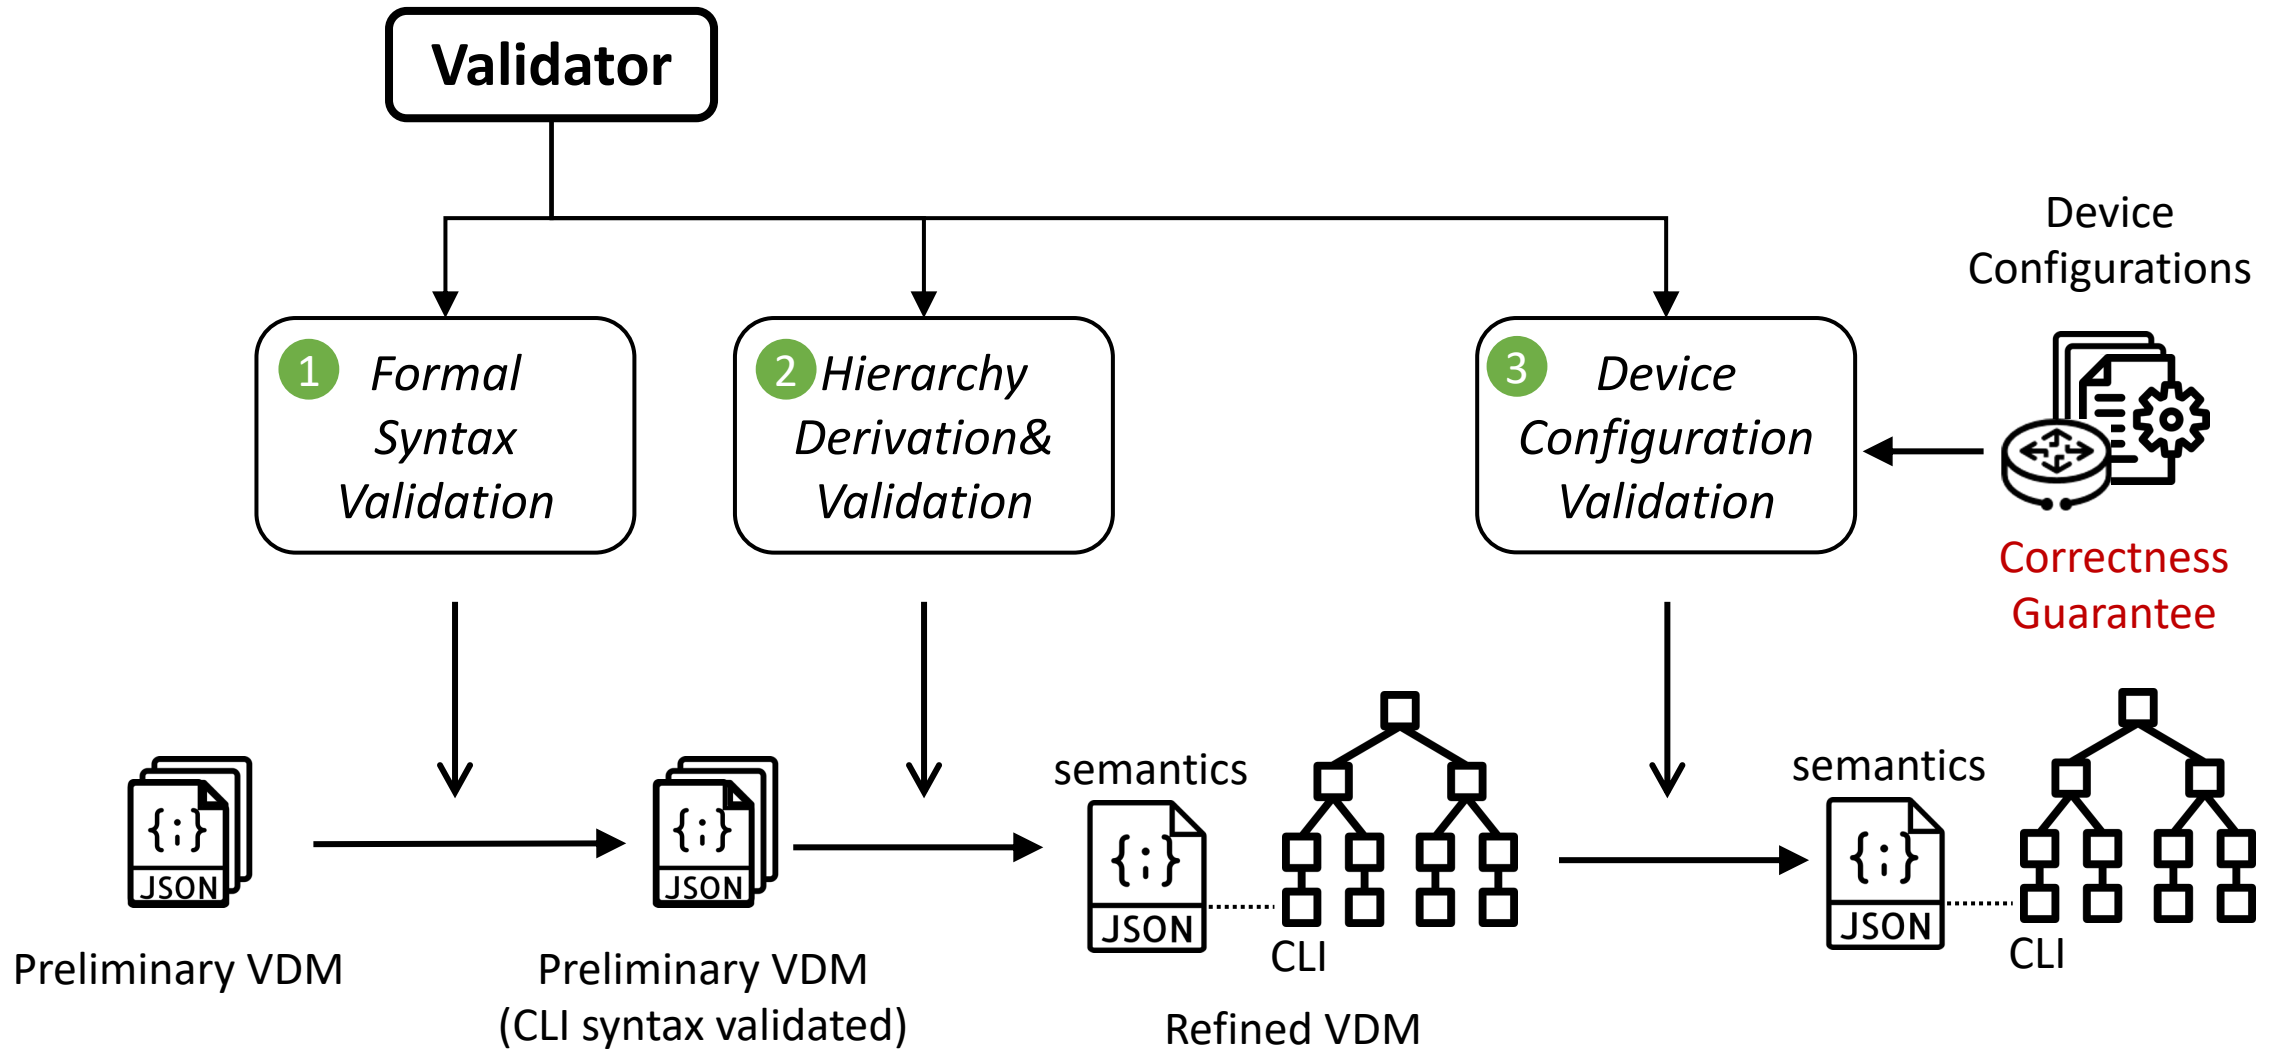 Validator
Device
Configurations
1
Formal
Syntax
Validation
2
Hierarchy
Derivation&
Validation
3
Device
Configuration
Validation
Correctness
Guarantee
{;}
JSON
Preliminary VDM
{;}
JSON
Preliminary VDM
(CLI syntax validated)
semantics
{;}
JSON
CLI
Refined VDM
semantics
{;}
JSON
CLI